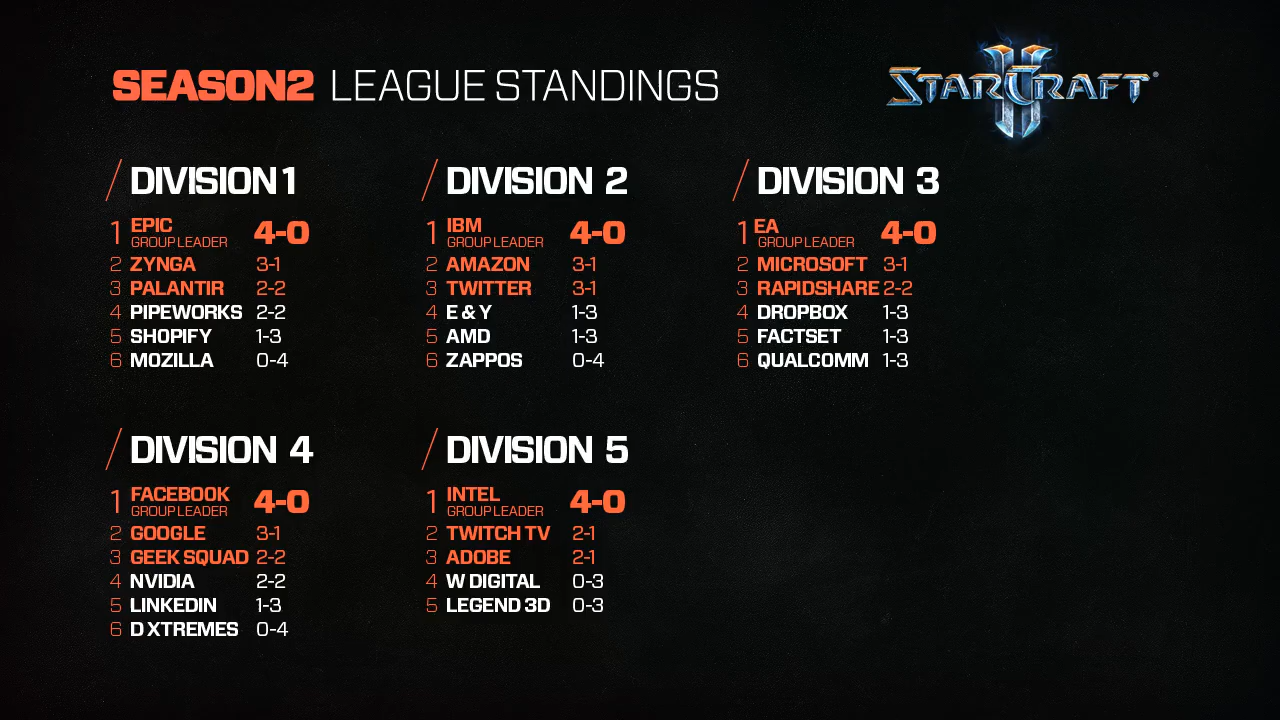 SEASON2 LEAGUE STANDINGS
STARCRAFT II®
DIVISION 1
1 EPIC 4-0
GROUP LEADER
2 ZYNGA 3-1
3 PALANTIR 2-2
4 PIPEWORKS 2-2
5 SHOPIFY 1-3
6 MOZILLA 0-4
DIVISION 2
1 IBM 4-0
GROUP LEADER
2 AMAZON 3-1
3 TWITTER 3-1
4 E & Y 1-3
5 AMD 1-3
6 ZAPPOS 0-4
DIVISION 3
1 EA 4-0
GROUP LEADER
2 MICROSOFT 3-1
3 RAPIDSHARE 2-2
4 DROPBOX 1-3
5 FACTSET 1-3
6 QUALCOMM 1-3
DIVISION 4
1 FACEBOOK 4-0
GROUP LEADER
2 GOOGLE 3-1
3 GEEK SQUAD 2-2
4 NVIDIA 2-2
5 LINKEDIN 1-3
6 D XTREMES 0-4
DIVISION 5
1 INTEL 4-0
GROUP LEADER
2 TWITCH TV 2-1
3 ADOBE 2-1
4 W DIGITAL 0-3
5 LEGEND 3D 0-3